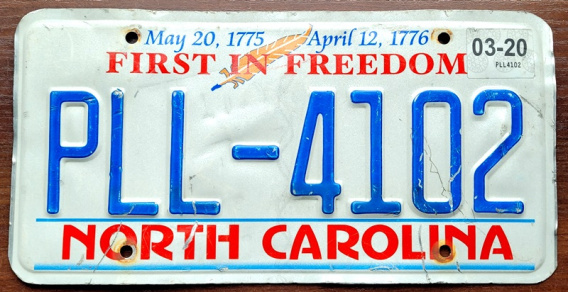 May 20, 1775 April 12, 1776
FIRST IN FREEDOM
03-20
PLL4102
PLL-4102
NORTH CAROLINA